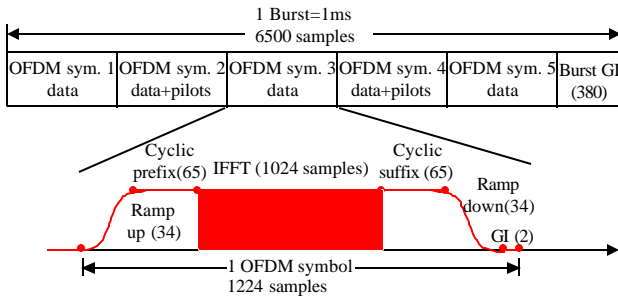 1 Burst=1ms
6500 samples
OFDM sym. 1
data
OFDM sym. 2
data+pilots
OFDM sym. 3
data
OFDM sym. 4
data+pilots
OFDM sym. 5
data
Burst GI
(380)
Cyclic
prefix(65)
IFFT (1024 samples)
Cyclic
suffix (65)
Ramp
up (34)
Ramp
down(34)
GI (2)
1 OFDM symbol
1224 samples